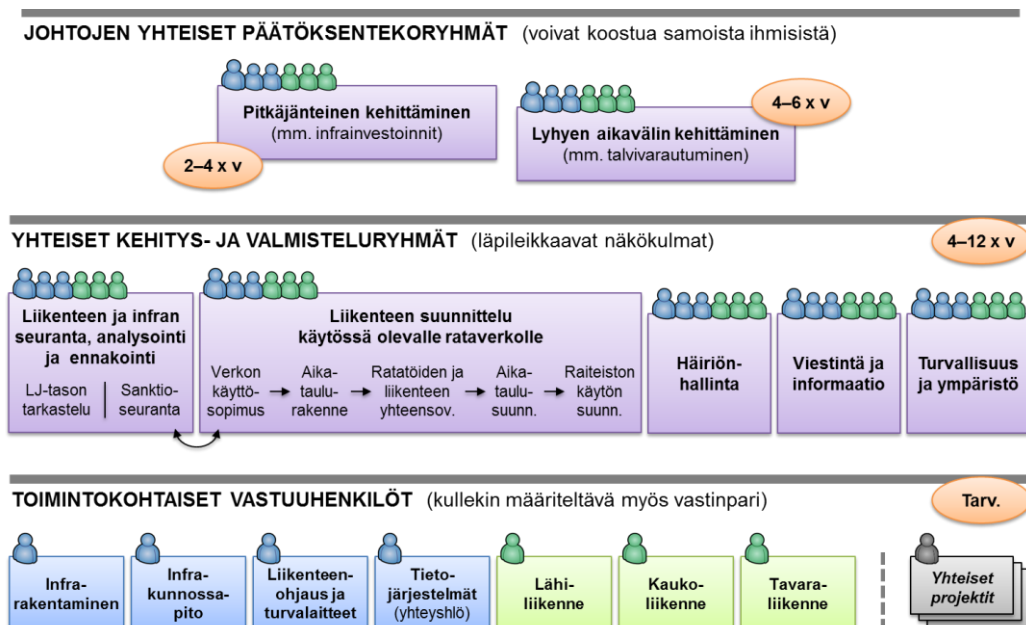 JOHTOJEN YHTEISET PÄÄTÖKSENTEKORYHMÄT (voivat koostua samoista ihmisistä)
Pitkäjänteinen kehittäminen
(mm. infrainvestoinnit)
2–4 x v
4–6 x v
Lyhyen aikavälin kehittäminen
(mm. talvivarautuminen)
YHTEISET KEHITYS- JA VALMISTELURYHMÄT (läpileikkaavat näkökulmat)
4–12 x v
Liikenteen ja infran
seuranta, analysointi
ja ennakointi
LJ-tason
tarkastelu
Sanktio-
seuranta
Liikenteen suunnittelu
käytössä olevalle rataverkolle
Verkon
käyttö-
sopimus
Aika-
taulu-
rakenne
Ratatöiden ja
liikenteen
yhteensov.
Aika-
taulu-
suunn.
Raiteiston
käytön
suunn.
Häiriön-
hallinta
Viestintä ja
informaatio
Turvallisuus
ja ympäristö
TOIMINTOKOHTAISET VASTUUHENKILÖT (kullekin määriteltävä myös vastinpari)
Tarv.
Infra-
rakentaminen
Infra-
kunnossa-
pito
Liikenteen-
ohjaus ja
turvalaitteet
Tieto-
järjestelmät
(yhteyshlö)
Lähi-
liikenne
Kauko-
liikenne
Tavara-
liikenne
Yhteiset
projektit